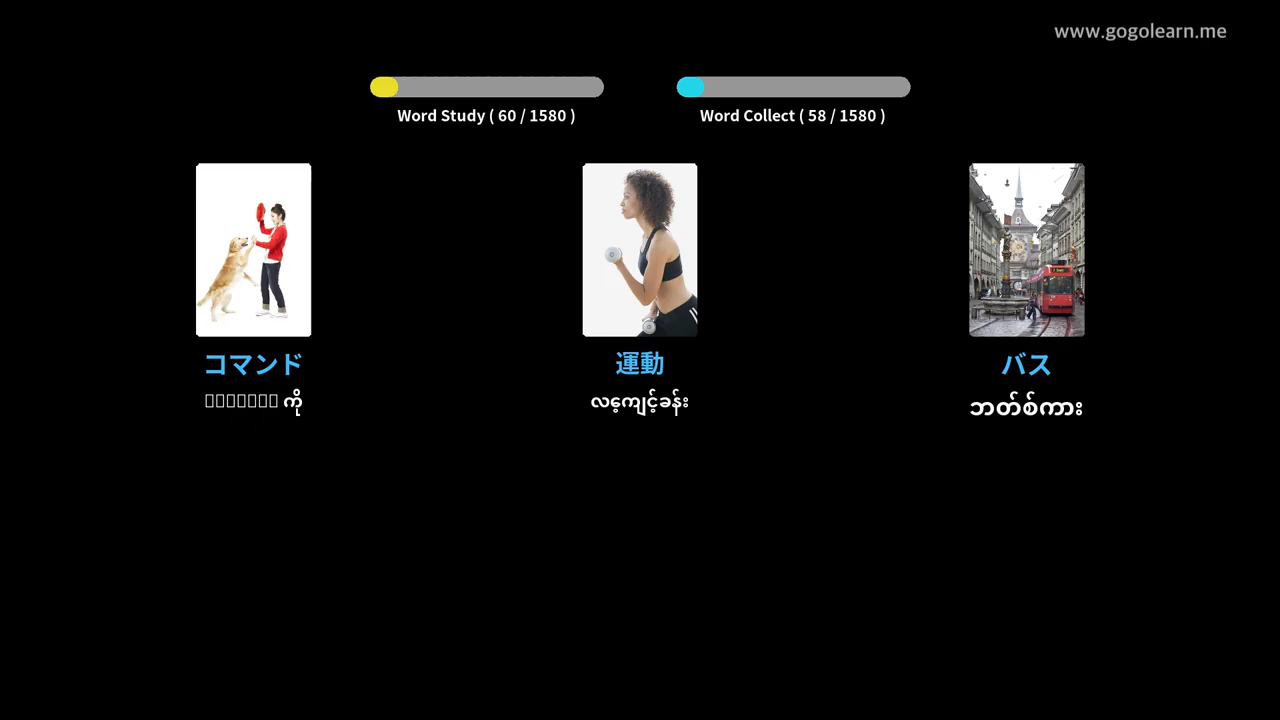 www.gogolearn.me
Word Study ( 60 / 1580 )
Word Collect ( 58 / 1580 )
コマンド
ကို
運動
လေ့ကျင့်ခန်း
バス
ဘတ်စ်ကား